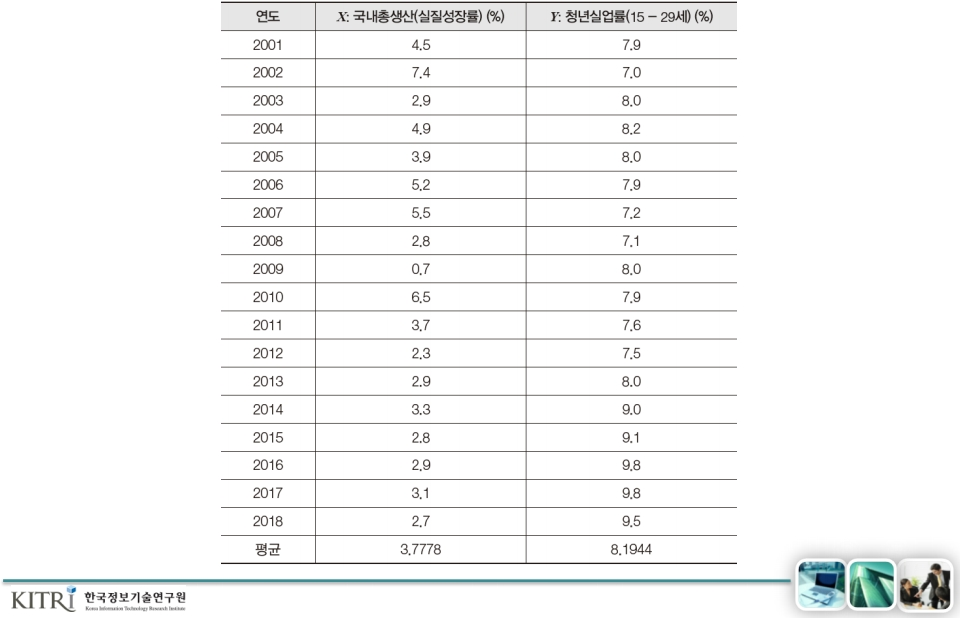 연도 X: 국내총생산(실질성장률) (%) Y: 청년실업률(15 – 29세) (%)
2001 4.5 7.9
2002 7.4 7.0
2003 2.9 8.0
2004 4.9 8.2
2005 3.9 8.0
2006 5.2 7.9
2007 5.5 7.2
2008 2.8 7.1
2009 0.7 8.0
2010 6.5 7.9
2011 3.7 7.6
2012 2.3 7.5
2013 2.9 8.0
2014 3.3 9.0
2015 2.8 9.1
2016 2.9 9.8
2017 3.1 9.8
2018 2.7 9.5
평균 3.7778 8.1944
KITRI 한국정보기술연구원
Korea Information Technology Research Institute